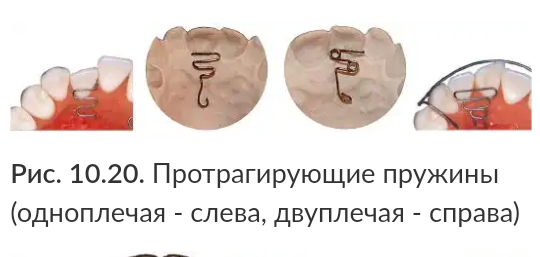 Рис. 10.20. Протрагирующие пружины
(одноплечая - слева, двуплечая - справа)